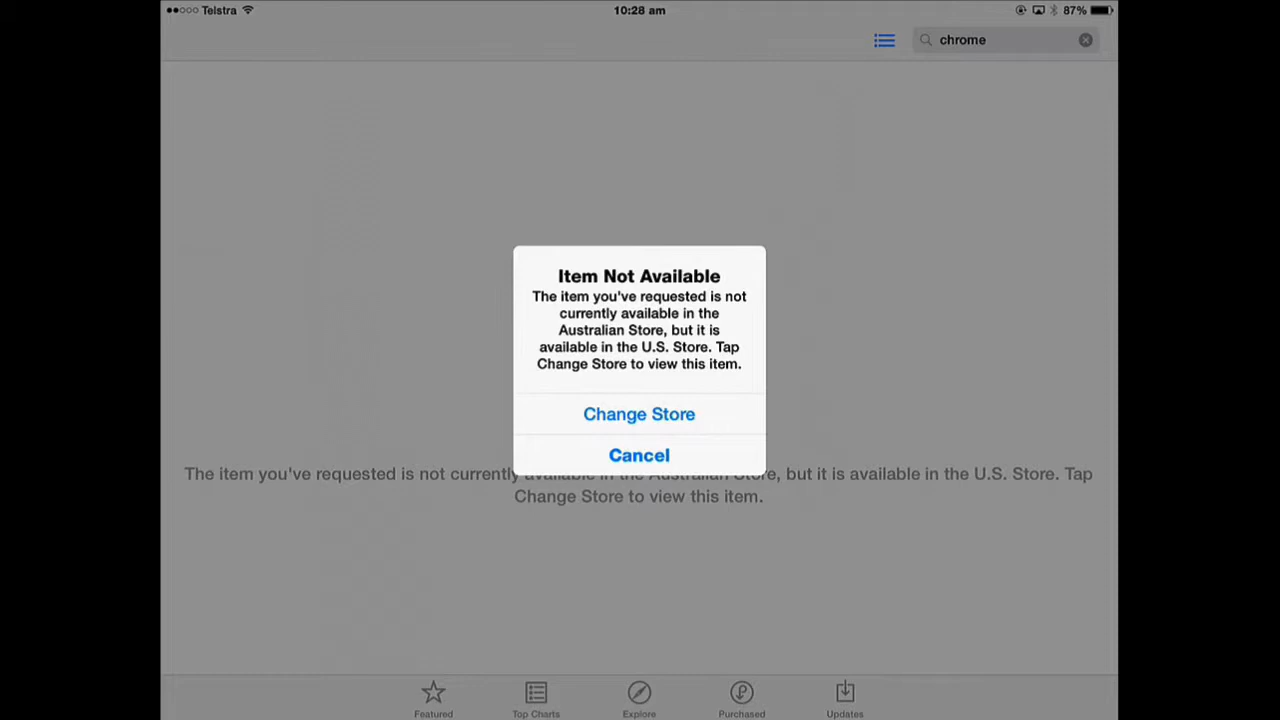 Telstra
10:28 am
87%
chrome
Item Not Available
The item you've requested is not
currently available in the
Australian Store, but it is
available in the U.S. Store. Tap
Change Store to view this item.
Change Store
Cancel
The item you've requested is not currently available in the Australian Store, but it is available in the U.S. Store. Tap
Change Store to view this item.
Featured
Top Charts
Explore
Purchased
Updates